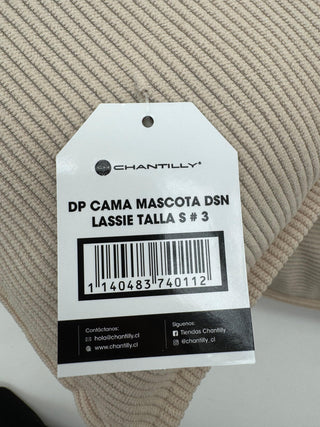 CHANTILLY®
DP CAMA MASCOTA DSN
LASSIE TALLA S # 3
1 140483 740112
Contáctanos:
hola@chantilly.cl
www.chantilly.cl
Síguenos:
Tiendas Chantilly
@chantilly_cl